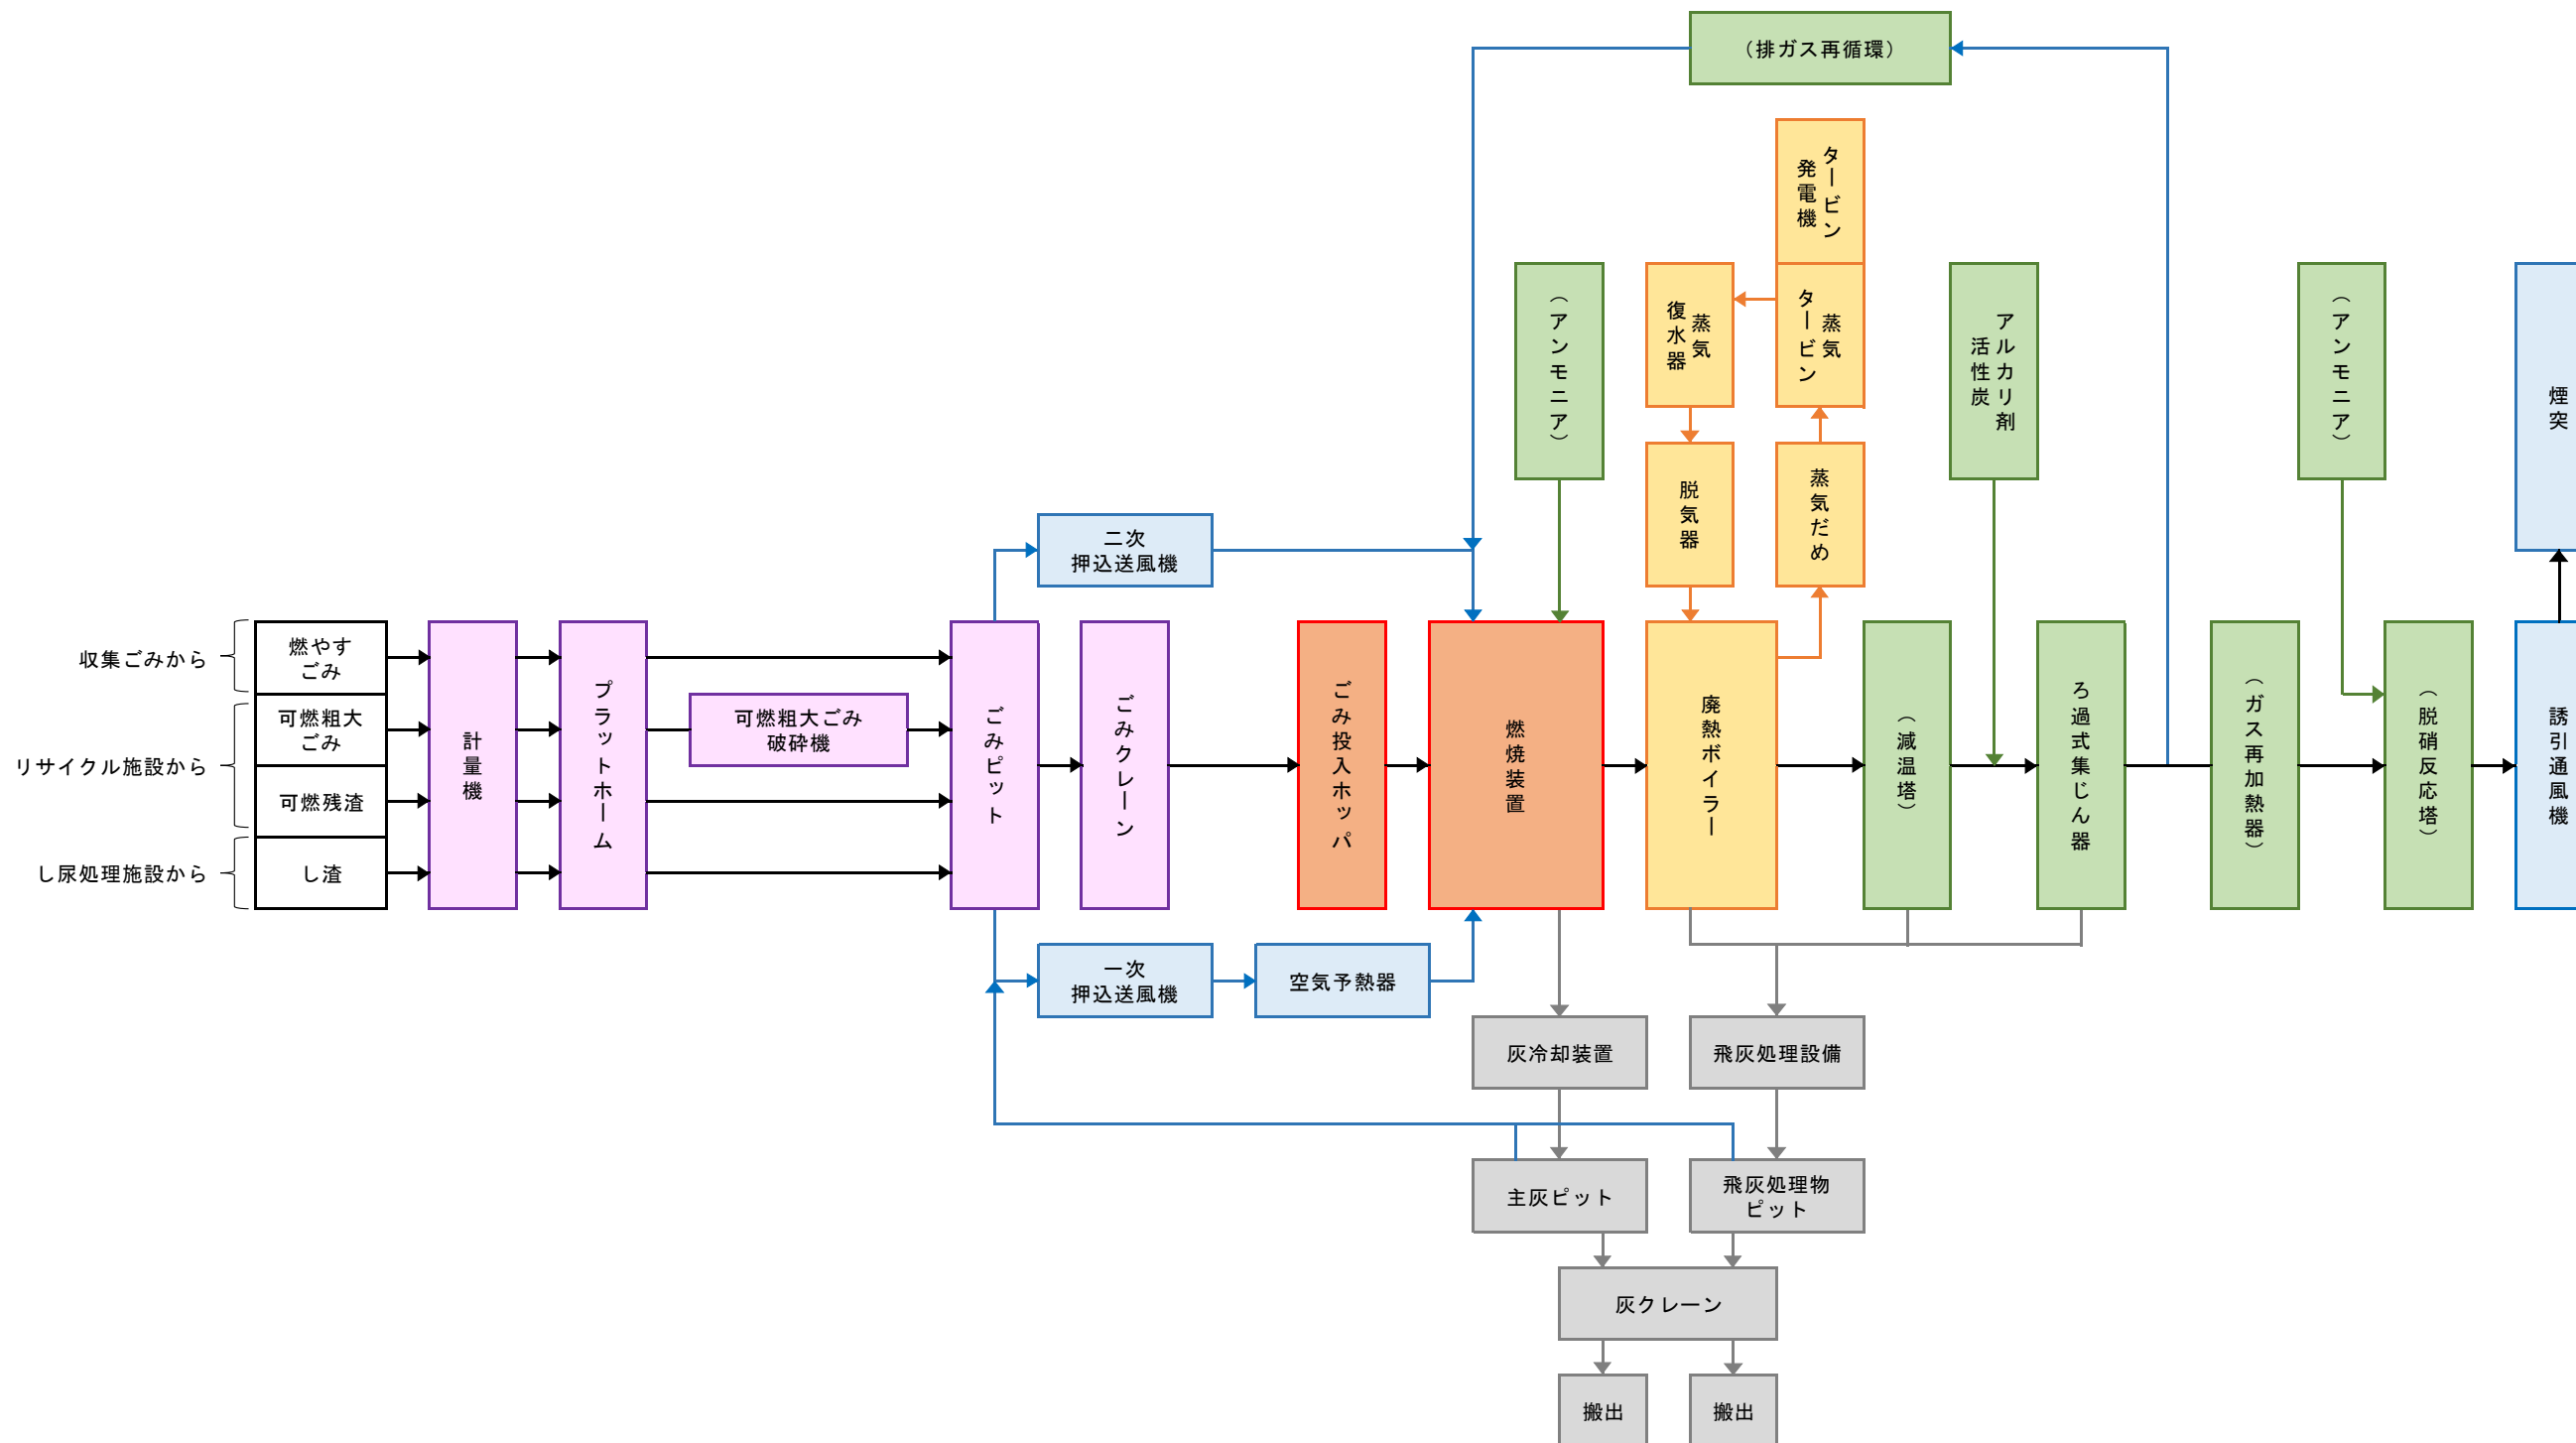 （排ガス再循環）
タービン
発電機
（アンモニア）
蒸気
復水器
蒸気
タービン
アルカリ剤
活性炭
（アンモニア）
煙突
脱気器
蒸気だめ
二次
押込送風機
収集ごみから
リサイクル施設から
し尿処理施設から
燃やす
ごみ
可燃粗大
ごみ
可燃残渣
し渣
計量機
プラットホーム
可燃粗大ごみ
破砕機
ごみピット
ごみクレーン
ごみ投入ホッパ
燃焼装置
廃熱ボイラー
（減温塔）
ろ過式集じん器
（ガス再加熱器）
（脱硝反応塔）
誘引通風機
一次
押込送風機
空気予熱器
灰冷却装置
飛灰処理設備
主灰ピット
飛灰処理物
ピット
灰クレーン
搬出
搬出